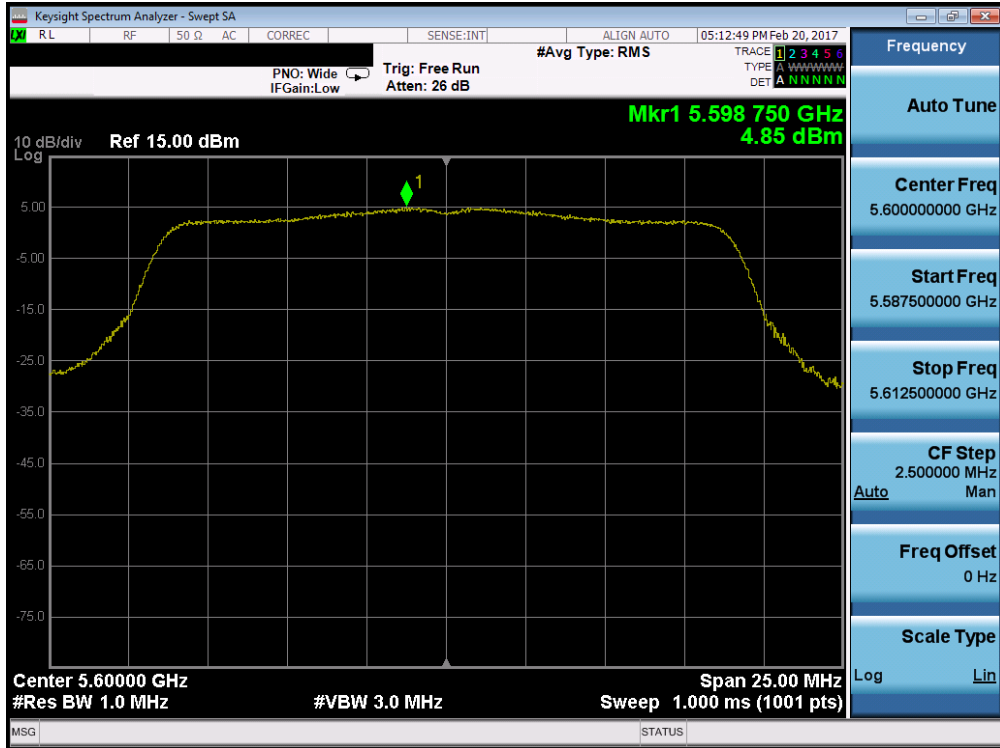 Keysight Spectrum Analyzer - Swept SA
LXI RL RF 50 Ω AC CORREC SENSE:INT ALIGN AUTO 05:12:49 PM Feb 20, 2017
#Avg Type: RMS TRACE 1 2 3 4 5 6
PNO: Wide Trig: Free Run TYPE A WWWWW
IFGain:Low Atten: 26 dB DET A N N N N N
Mkr1 5.598 750 GHz
4.85 dBm
10 dB/div Ref 15.00 dBm
Log
1
5.00
-5.00
-15.0
-25.0
-35.0
-45.0
-55.0
-65.0
-75.0
Center 5.60000 GHz Span 25.00 MHz
#Res BW 1.0 MHz #VBW 3.0 MHz Sweep 1.000 ms (1001 pts)
MSG STATUS
Frequency
Auto Tune
Center Freq
5.600000000 GHz
Start Freq
5.587500000 GHz
Stop Freq
5.612500000 GHz
CF Step
2.500000 MHz
Auto Man
Freq Offset
0 Hz
Scale Type
Log Lin